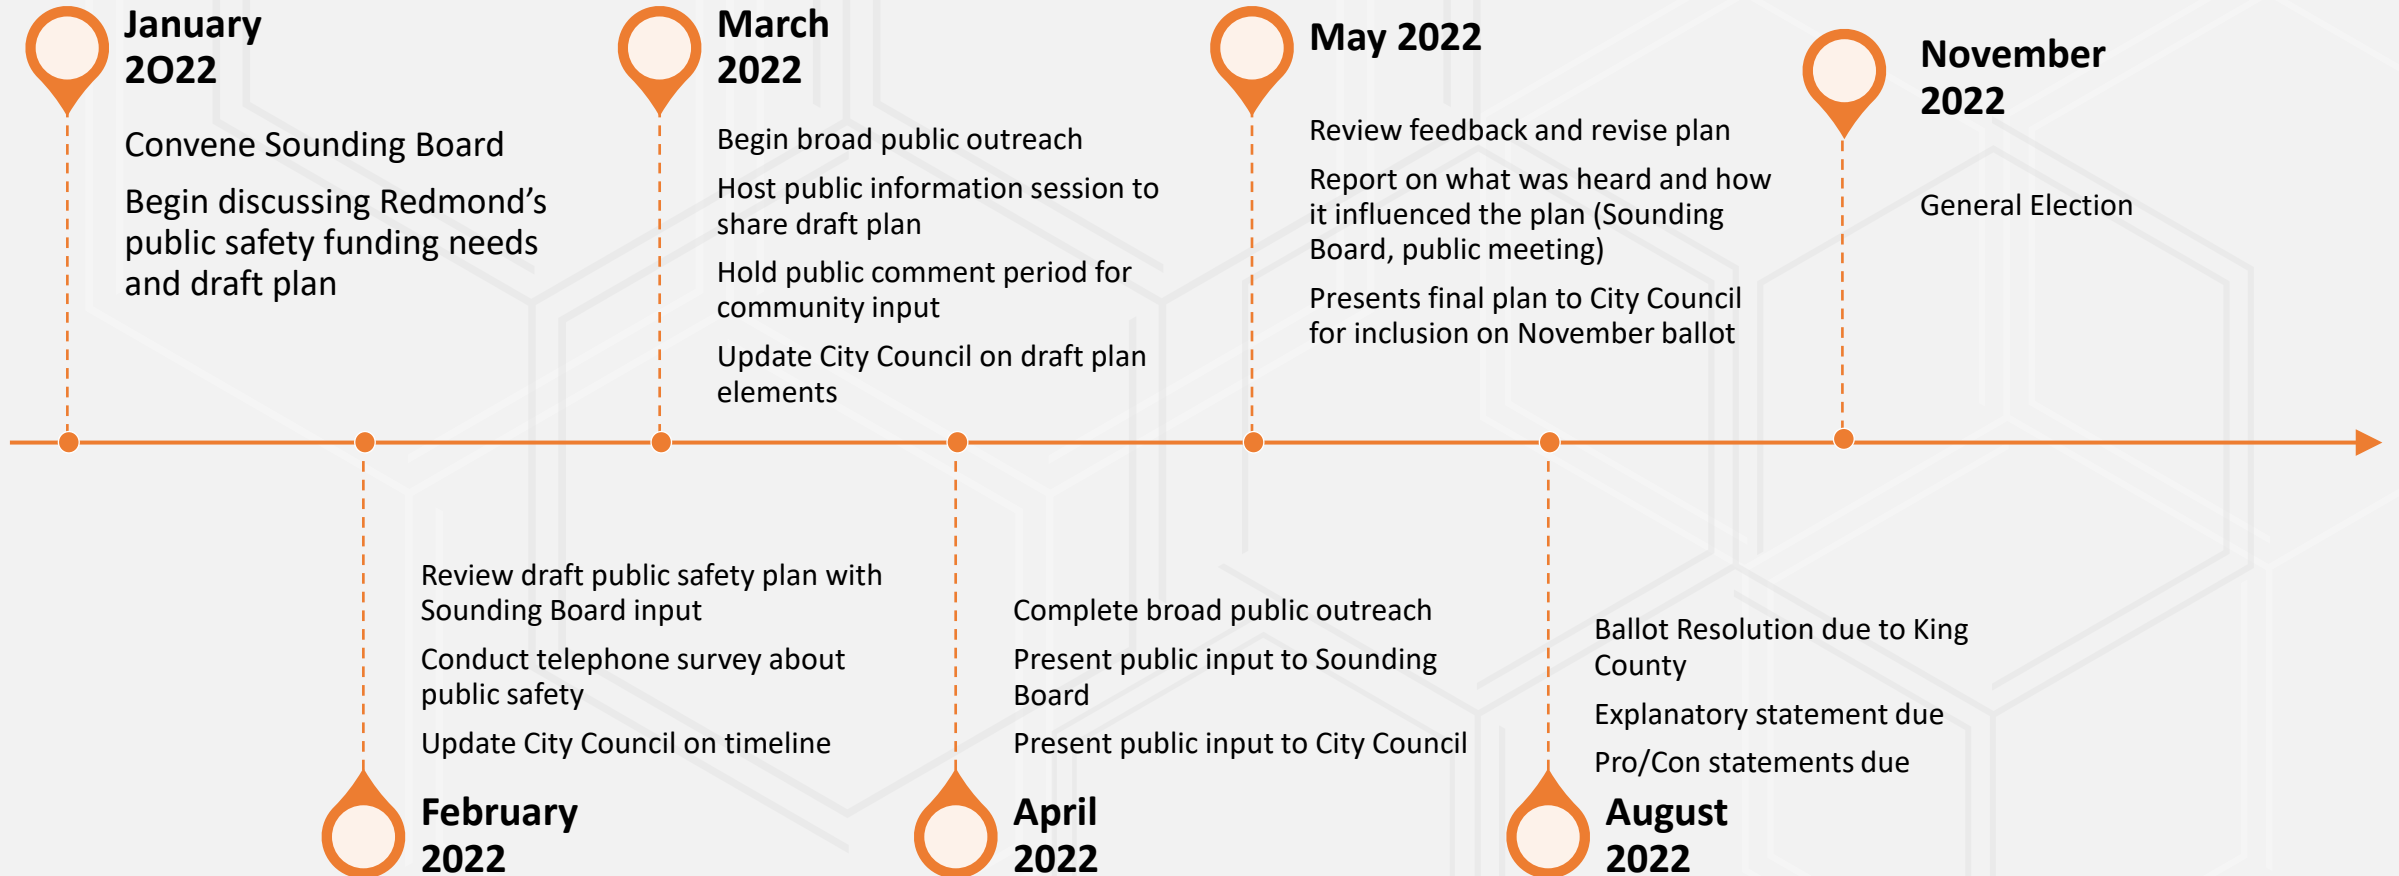 January
2O22
Convene Sounding Board
Begin discussing Redmond's
public safety funding needs
and draft plan
March
2022
Begin broad public outreach
Host public information session to
share draft plan
Hold public comment period for
community input
Update City Council on draft plan
elements
May 2022
Review feedback and revise plan
Report on what was heard and how
it influenced the plan (Sounding
Board, public meeting)
Presents final plan to City Council
for inclusion on November ballot
November
2022
General Election
Review draft public safety plan with
Sounding Board input
Conduct telephone survey about
public safety
Update City Council on timeline
February
2022
Complete broad public outreach
Present public input to Sounding
Board
Present public input to City Council
April
2022
Ballot Resolution due to King
County
Explanatory statement due
Pro/Con statements due
August
2022